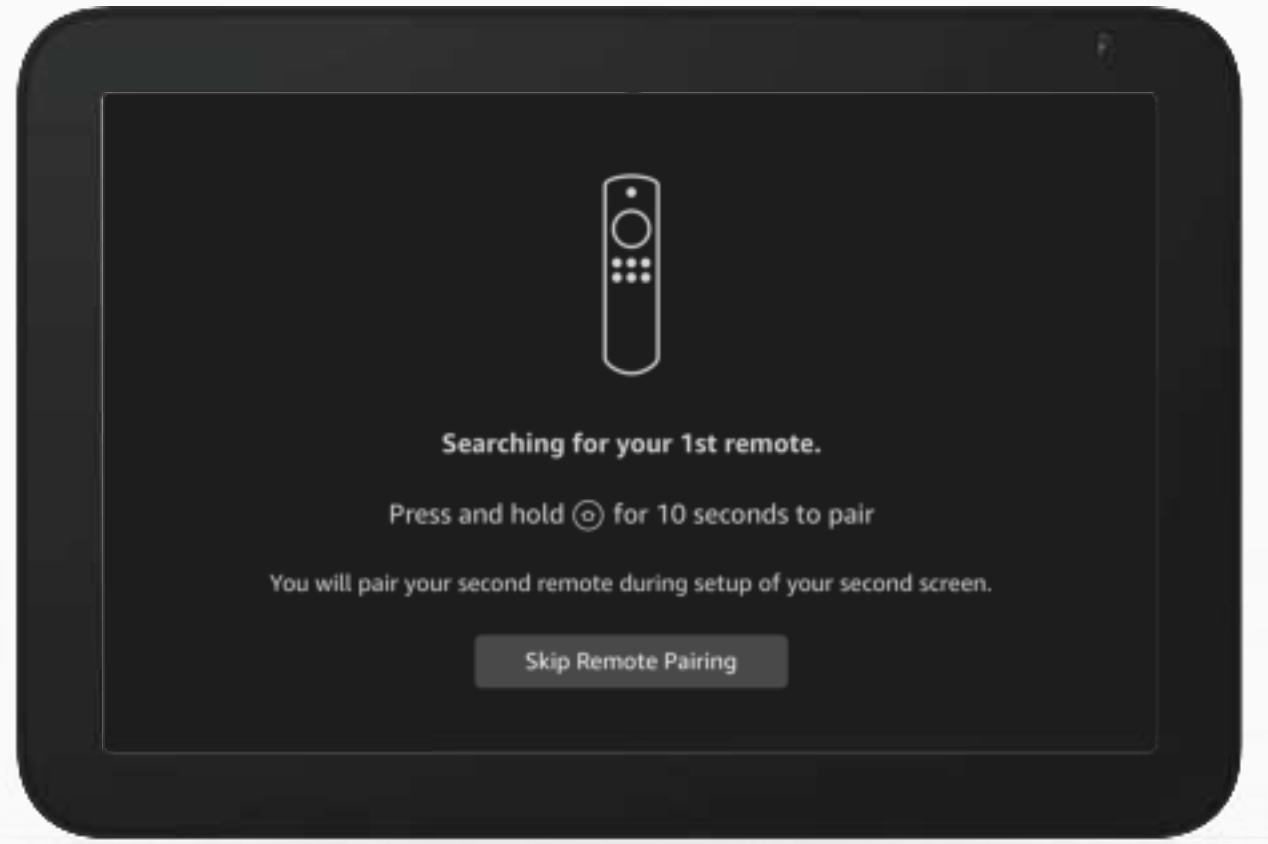 Searching for your 1st remote.
Press and hold for 10 seconds to pair
You will pair your second remote during setup of your second screen.
Skip Remote Pairing